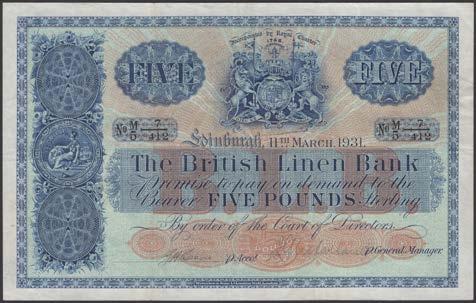 Incorporated by Royal Charter
1746
FIVE FIVE
No M/5 7/412 No M/5 7/412
Edinburgh, 11TH MARCH, 1931.
The British Linen Bank
Promise to pay on demand to the
Bearer FIVE POUNDS Sterling
By order of the Court of Directors.
p. Acct. p. General Manager